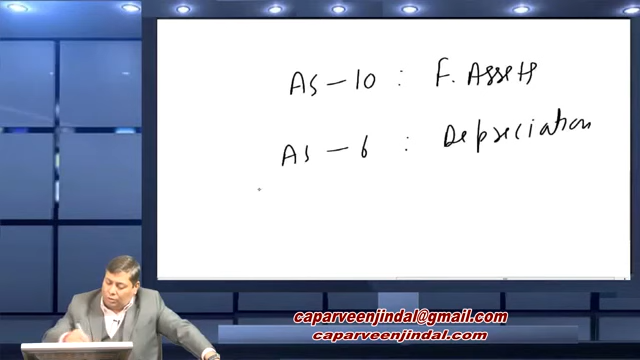 AS - 10 : F. Assets
AS - 6 : Depreciation
caparveenjindal@gmail.com
caparveenjindal.com